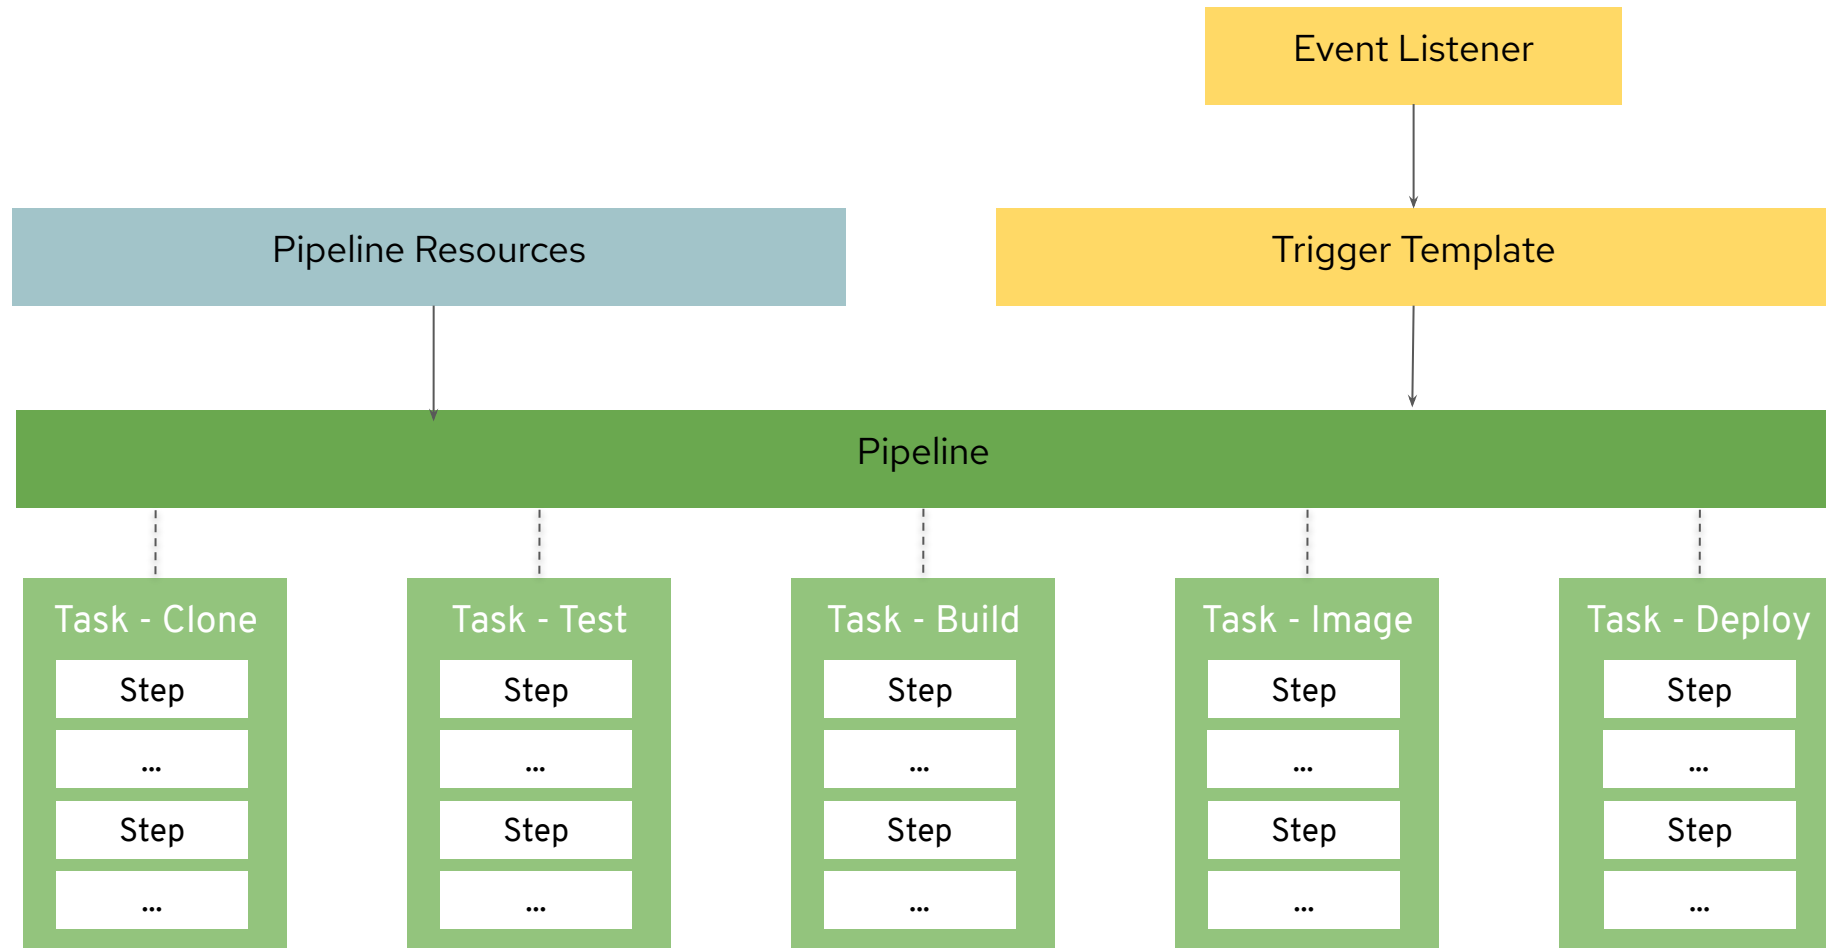 Event Listener
Pipeline Resources
Trigger Template
Pipeline
Task - Clone
Step
...
Step
...
Task - Test
Step
...
Step
...
Task - Build
Step
...
Step
...
Task - Image
Step
...
Step
...
Task - Deploy
Step
...
Step
...